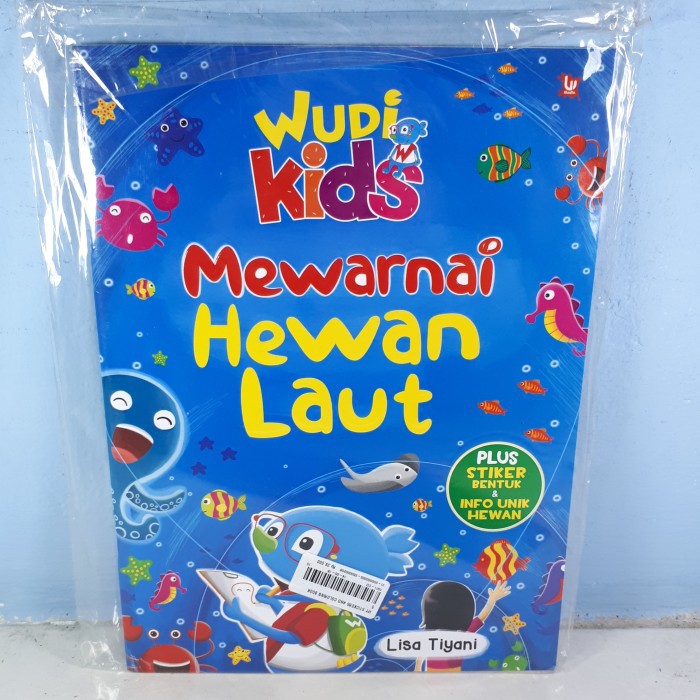 WUDi
kids
W
Mewarnai
Hewan
Laut
PLUS
STIKER
BENTUK
&
INFO UNIK
HEWAN
Lisa Tiyani